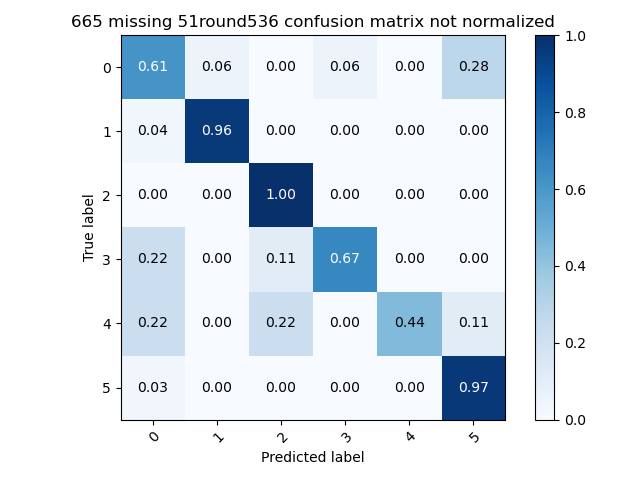 665 missing 51round536 confusion matrix not normalized
0 0.61 0.06 0.00 0.06 0.00 0.28
1 0.04 0.96 0.00 0.00 0.00 0.00
2 0.00 0.00 1.00 0.00 0.00 0.00
3 0.22 0.00 0.11 0.67 0.00 0.00
4 0.22 0.00 0.22 0.00 0.44 0.11
5 0.03 0.00 0.00 0.00 0.00 0.97
0 1 2 3 4 5
True label
Predicted label
1.0
0.8
0.6
0.4
0.2
0.0